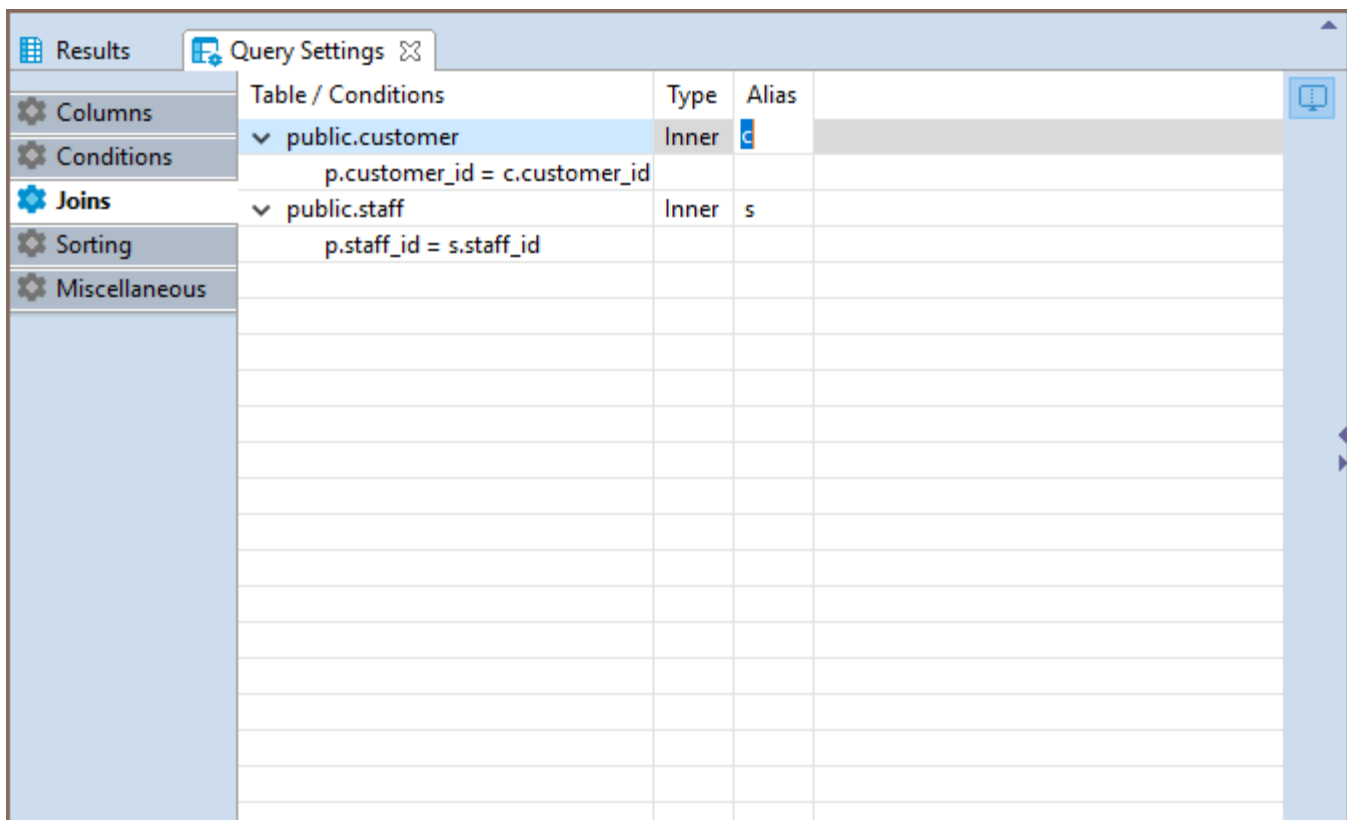 Results Query Settings
Columns
Conditions
Joins
Sorting
Miscellaneous
Table / Conditions Type Alias
public.customer Inner c
p.customer_id = c.customer_id
public.staff Inner s
p.staff_id = s.staff_id